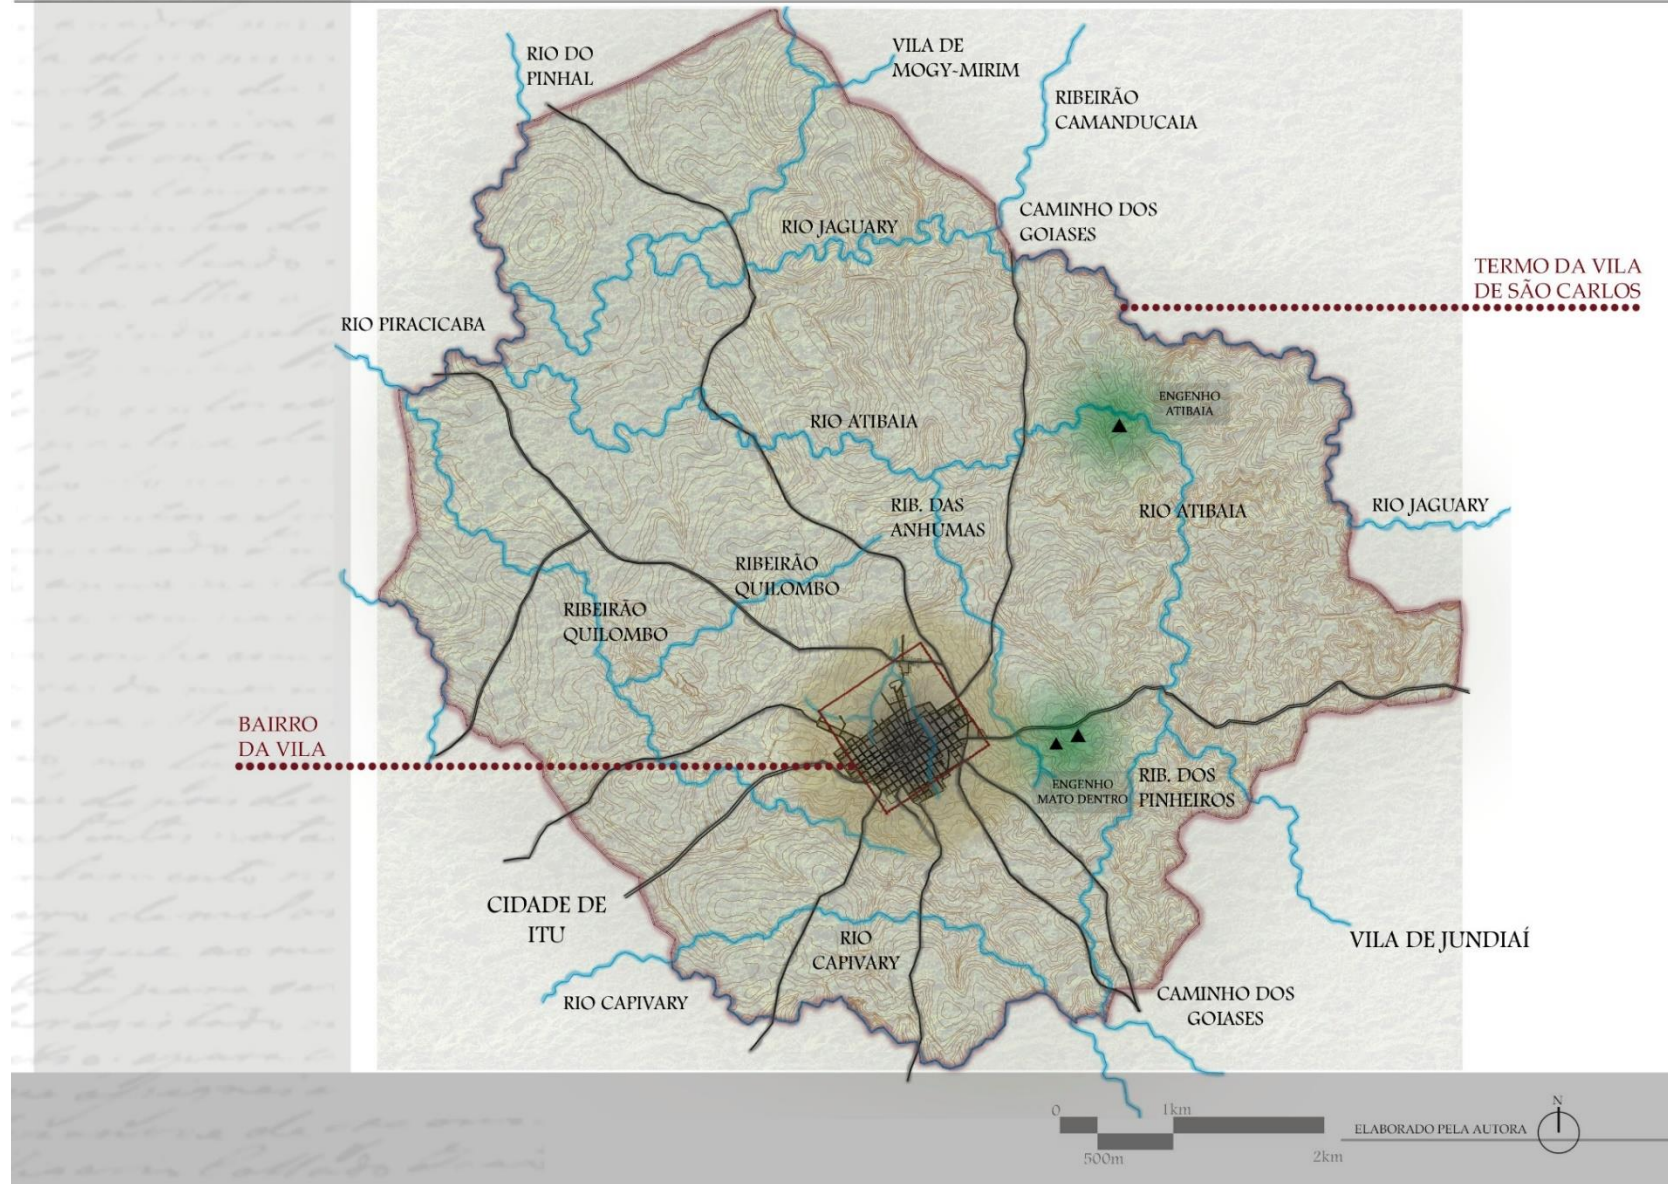 RIO DO
PINHAL
VILA DE
MOGY-MIRIM
RIBEIRÃO
CAMANDUCAIA
CAMINHO DOS
GOIASES
RIO JAGUARY
TERMO DA VILA
DE SÃO CARLOS
RIO PIRACICABA
ENGENHO
ATIBAIA
RIO ATIBAIA
RIB. DAS
ANHUMAS
RIO ATIBAIA
RIO JAGUARY
RIBEIRÃO
QUILOMBO
RIBEIRÃO
QUILOMBO
BAIRRO
DA VILA
ENGENHO
MATO DENTRO
RIB. DOS
PINHEIROS
CIDADE DE
ITU
RIO
CAPIVARY
VILA DE JUNDIAÍ
RIO CAPIVARY
CAMINHO DOS
GOIASES
0
1km
500m
2km
ELABORADO PELA AUTORA
N